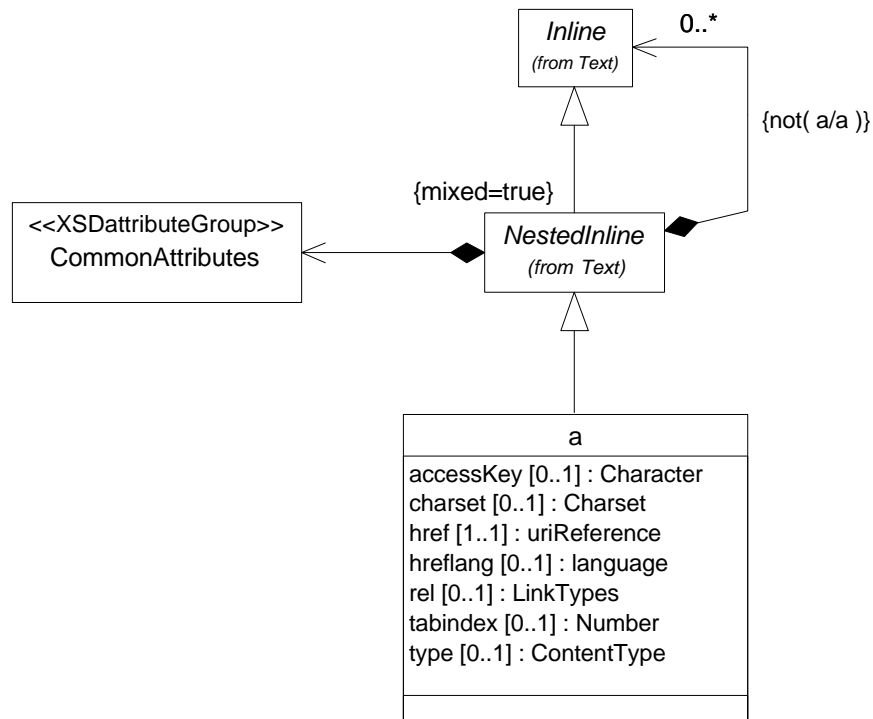 Inline
(from Text)
0..*
{not( a/a )}
{mixed=true}
<<XSDattributeGroup>>
CommonAttributes
NestedInline
(from Text)
a
accessKey [0..1] : Character
charset [0..1] : Charset
href [1..1] : uriReference
hreflang [0..1] : language
rel [0..1] : LinkTypes
tabindex [0..1] : Number
type [0..1] : ContentType